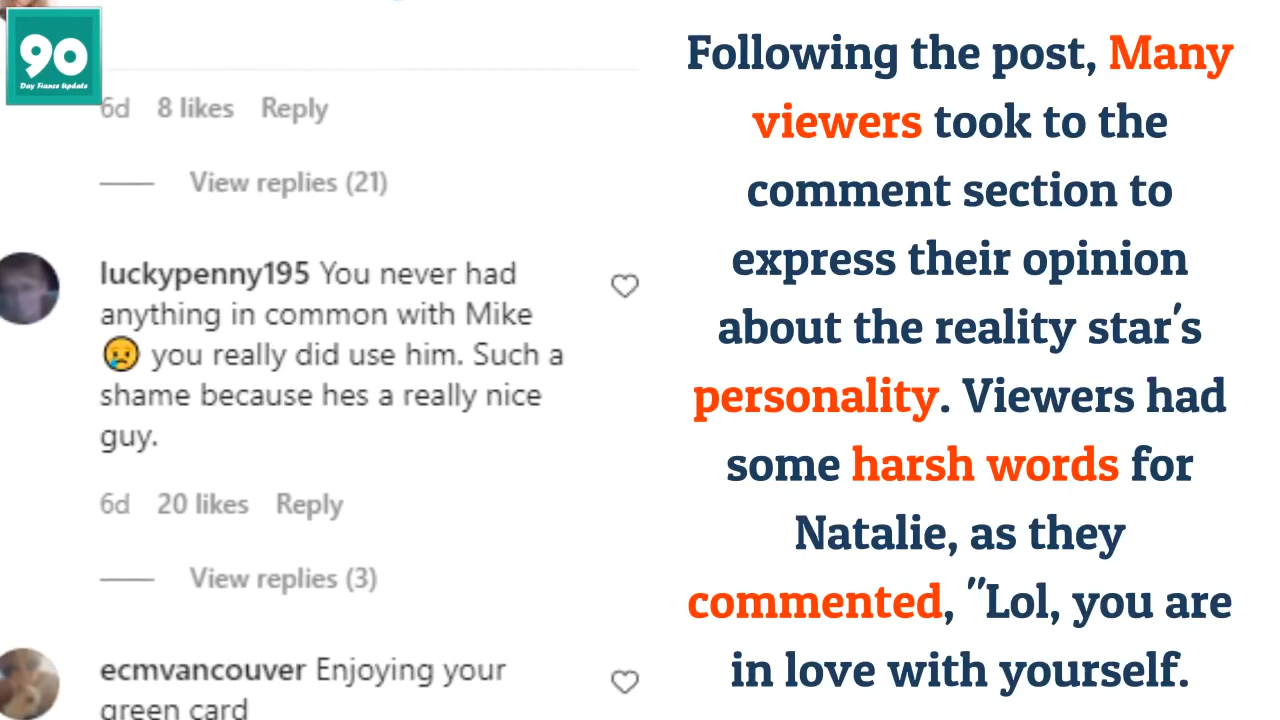 90
Day Fiance Update
6d 8 likes Reply
View replies (21)
luckypenny195 You never had
anything in common with Mike
😢 you really did use him. Such a
shame because hes a really nice
guy.
6d 20 likes Reply
View replies (3)
ecmvancouver Enjoying your
green card
Following the post, Many
viewers took to the
comment section to
express their opinion
about the reality star's
personality. Viewers had
some harsh words for
Natalie, as they
commented, "Lol, you are
in love with yourself.